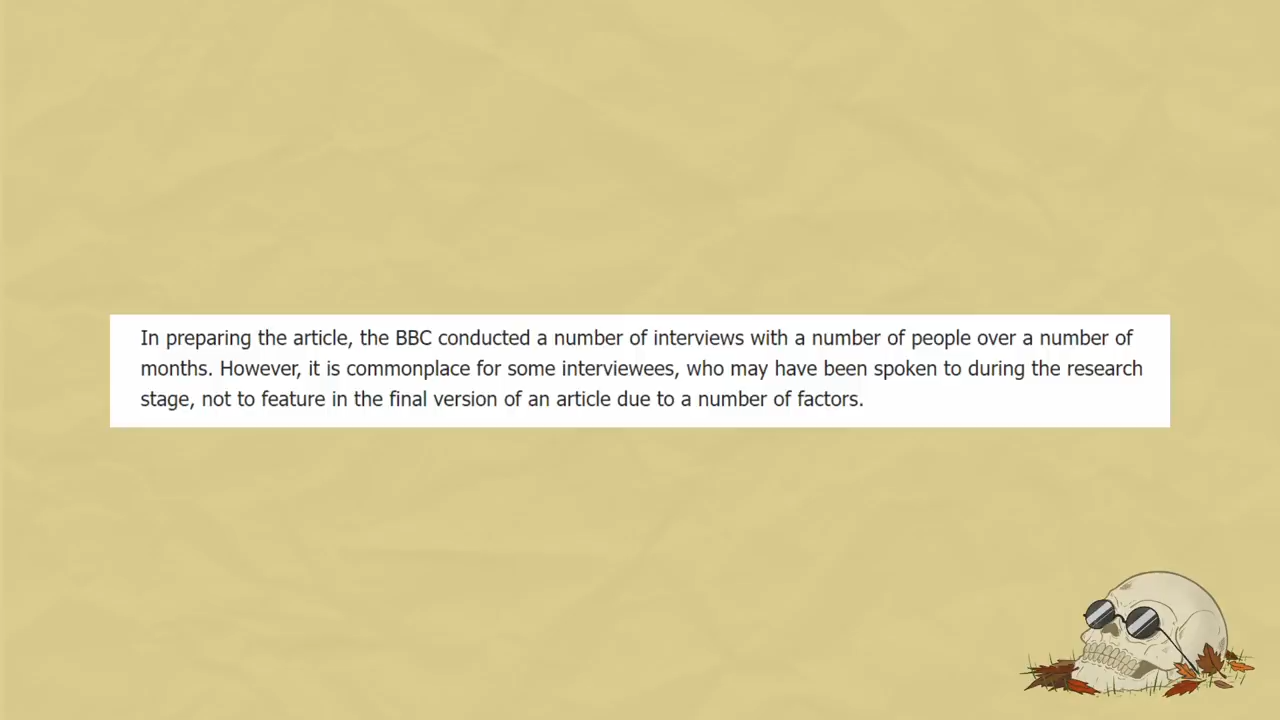 In preparing the article, the BBC conducted a number of interviews with a number of people over a number of
months. However, it is commonplace for some interviewees, who may have been spoken to during the research
stage, not to feature in the final version of an article due to a number of factors.